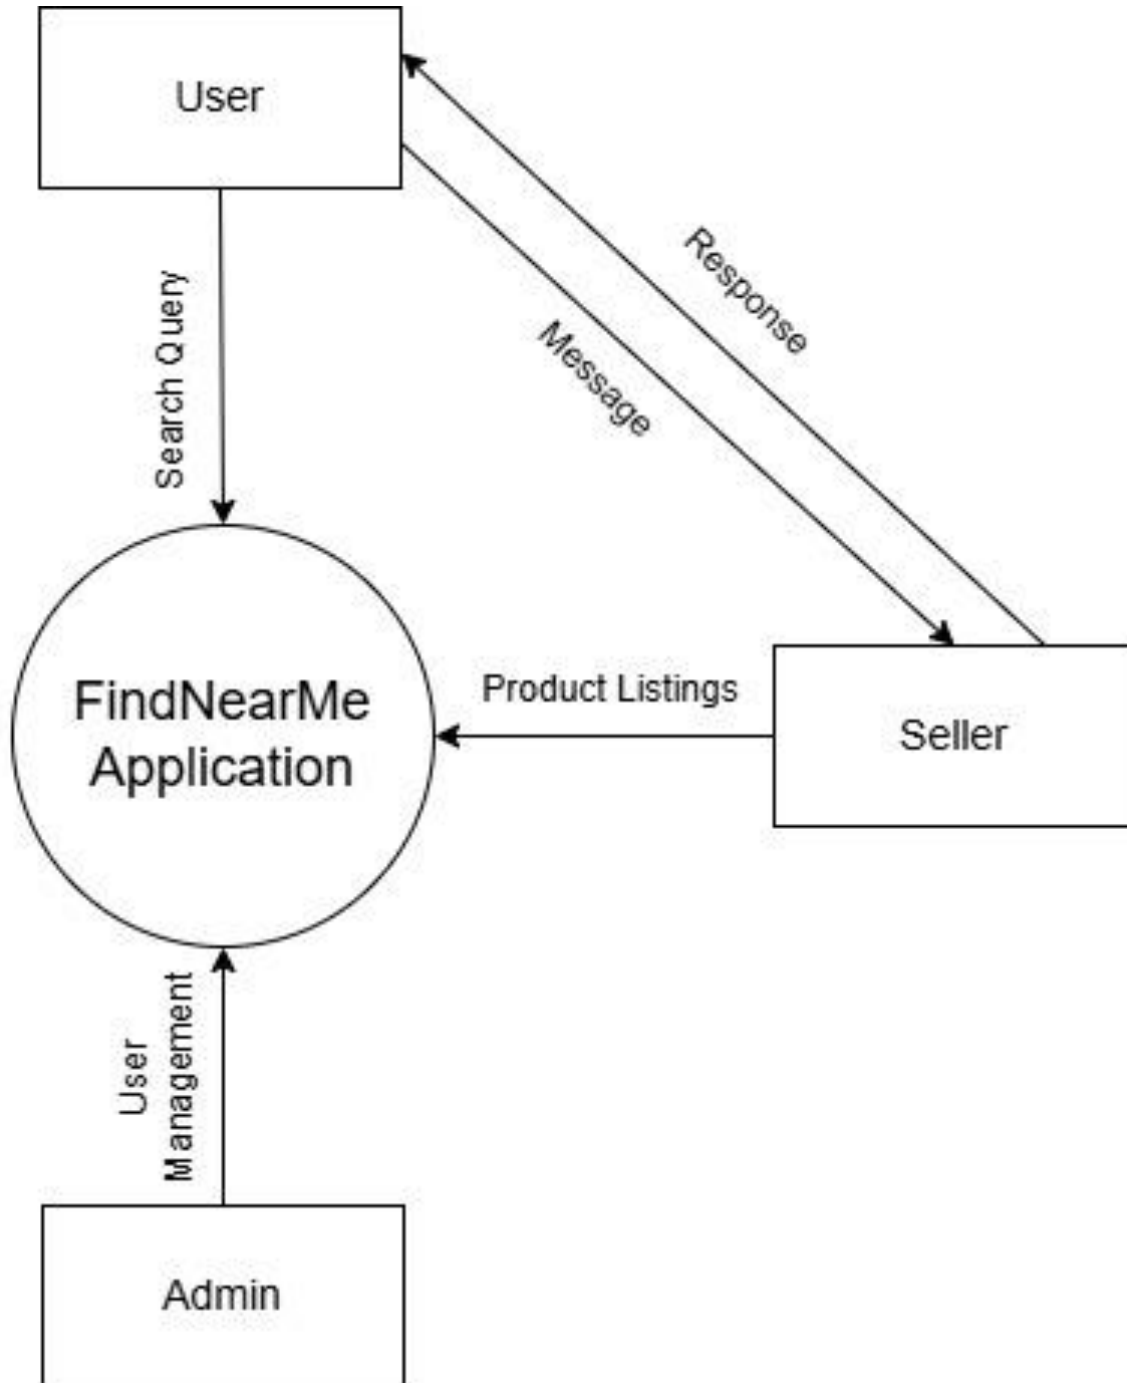 User
Response
Message
Search Query
FindNearMe
Application
Product Listings
Seller
User
Management
Admin